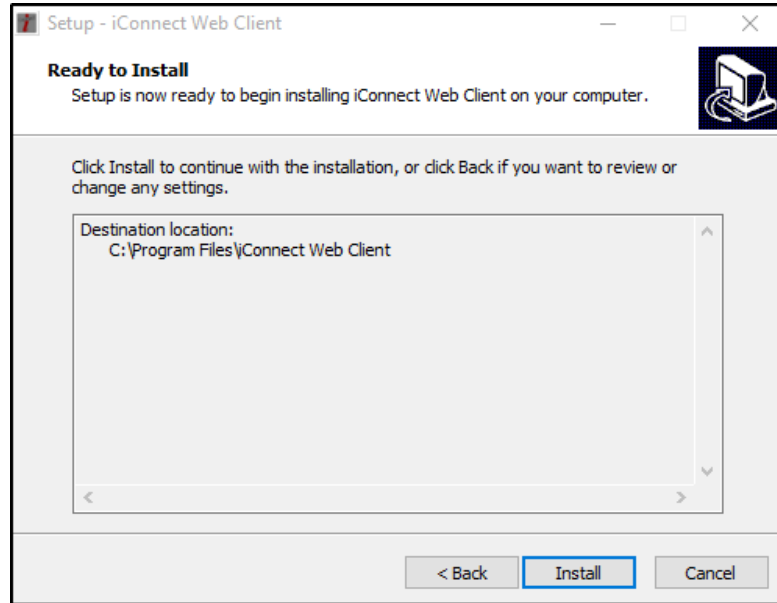 Setup - iConnect Web Client
Ready to Install
Setup is now ready to begin installing iConnect Web Client on your computer.
Click Install to continue with the installation, or click Back if you want to review or
change any settings.
Destination location:
C:\Program Files\iConnect Web Client
< Back Install Cancel